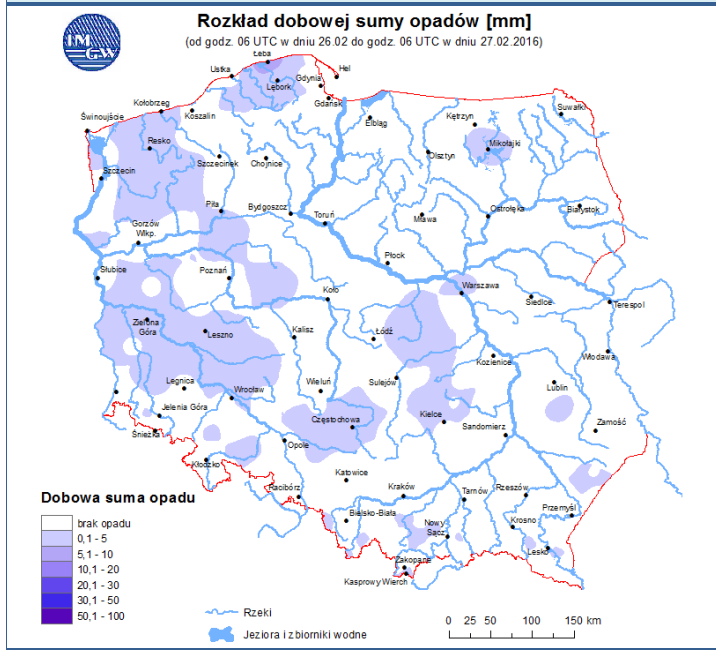 Rozkład dobowej sumy opadów [mm]
(od godz. 06 UTC w dniu 26.02 do godz. 06 UTC w dniu 27.02.2016)
IM
GW
Łeba
Ustka
Hel
Gdynia
Lębork
Gdańsk
Kołobrzeg
Koszalin
Świnoujście
Elbląg
Kętrzyn
Suwałki
Resko
Mikołajki
Szczecinek
Chojnice
Olsztyn
Szczecin
Piła
Bydgoszcz
Toruń
Mława
Ostrołęka
Białystok
Gorzów
Wlkp.
Płock
Słubice
Poznań
Koło
Warszawa
Siedlce
Terespol
Zielona
Góra
Leszno
Kalisz
Łódź
Kozienice
Włodawa
Legnica
Wrocław
Wieluń
Sulejów
Lublin
Jelenia Góra
Częstochowa
Kielce
Sandomierz
Zamość
Śnieżka
Opole
Kłodzko
Katowice
Racibórz
Kraków
Tarnów
Rzeszów
Przemyśl
Bielsko-Biała
Nowy
Sącz
Krosno
Lesko
Zakopane
Kasprowy Wierch
Dobowa suma opadu
brak opadu
0,1 - 5
5,1 - 10
10,1 - 20
20,1 - 30
30,1 - 50
50,1 - 100
Rzeki
Jeziora i zbiorniki wodne
0 25 50 100 150 km